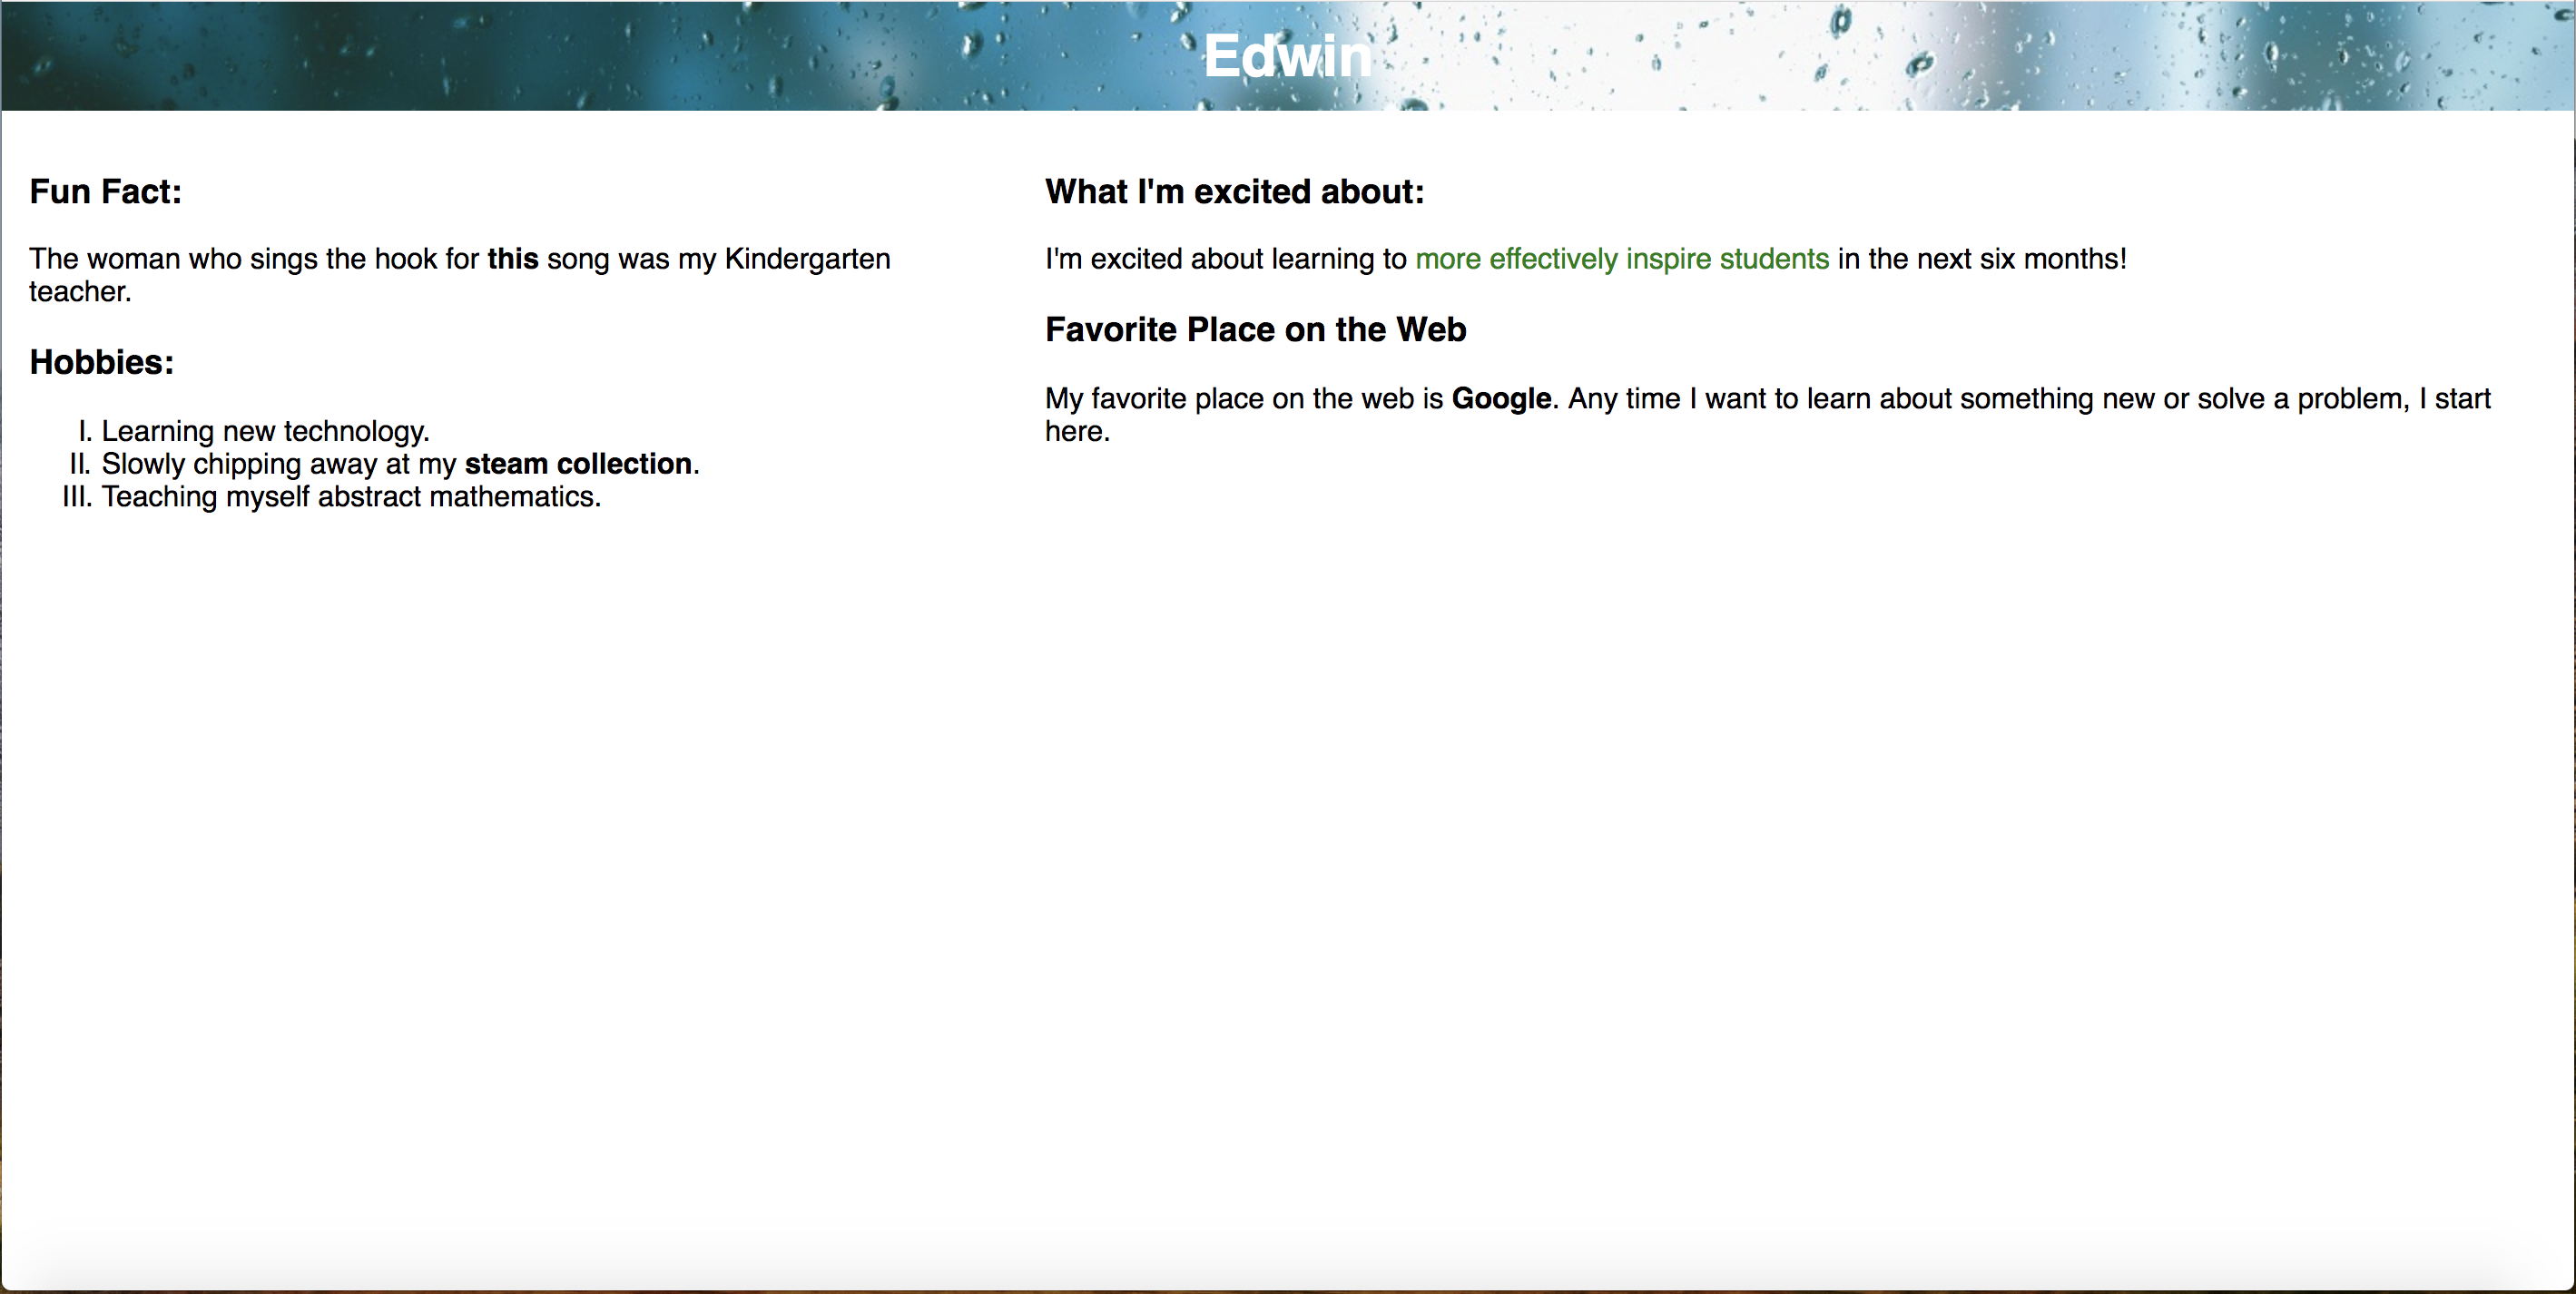 Edwin
Fun Fact:
The woman who sings the hook for this song was my Kindergarten
teacher.
Hobbies:
I. Learning new technology.
II. Slowly chipping away at my steam collection.
III. Teaching myself abstract mathematics.
What I'm excited about:
I'm excited about learning to more effectively inspire students in the next six months!
Favorite Place on the Web
My favorite place on the web is Google. Any time I want to learn about something new or solve a problem, I start
here.